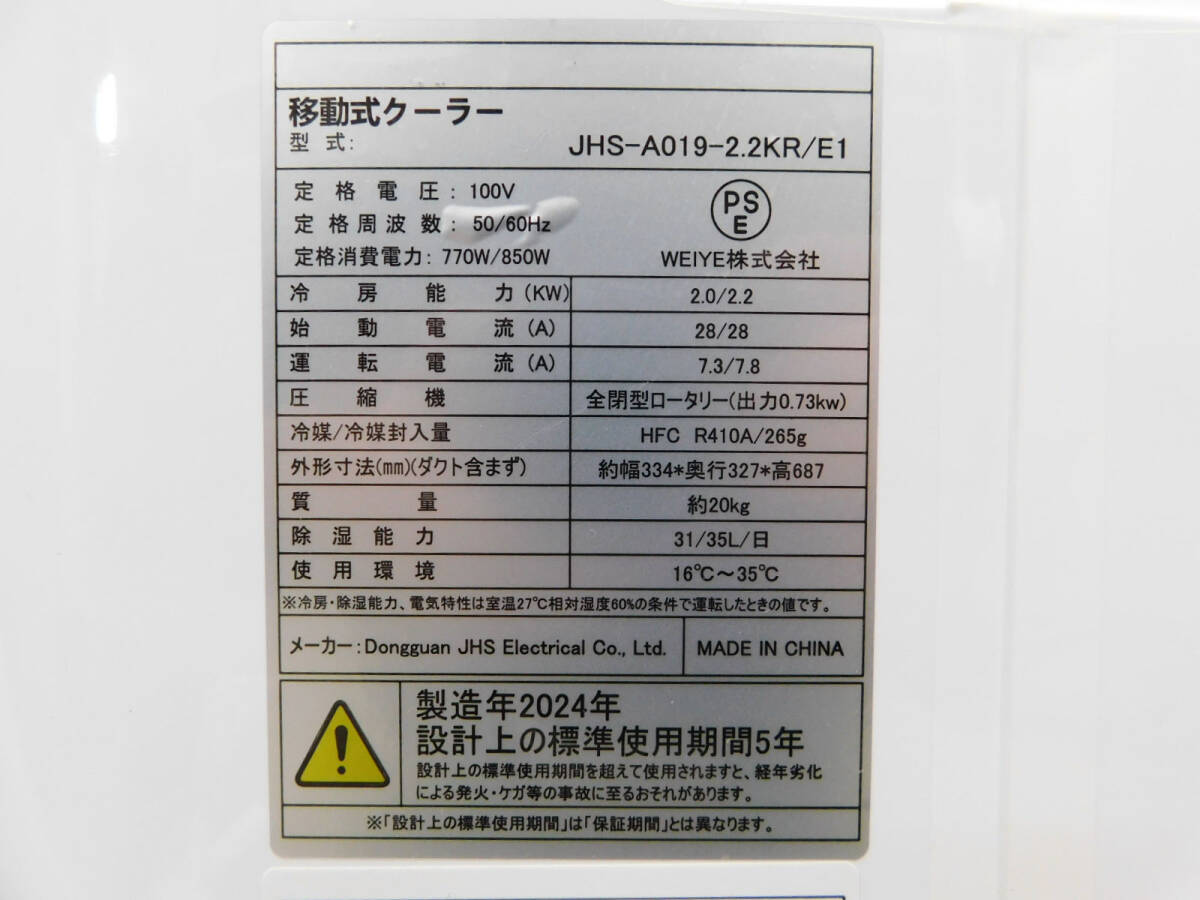 移動式クーラー
型式: JHS-A019-2.2KR/E1
定格電圧: 100V
定格周波数: 50/60Hz
定格消費電力: 770W/850W
PSE
WEIYE株式会社
冷房能力(KW) 2.0/2.2
始動電流(A) 28/28
運転電流(A) 7.3/7.8
圧縮機 全閉型ロータリー(出力0.73kw)
冷媒/冷媒封入量 HFC R410A/265g
外形寸法(mm)(ダクト含まず) 約幅334*奥行327*高687
質量 約20kg
除湿能力 31/35L/日
使用環境 16℃～35℃
※冷房・除湿能力、電気特性は室温27℃相対湿度60%の条件で運転したときの値です。
メーカー:Dongguan JHS Electrical Co., Ltd. MADE IN CHINA
製造年2024年
設計上の標準使用期間5年
設計上の標準使用期間を超えて使用されますと、経年劣化
による発火・ケガ等の事故に至るおそれがあります。
※「設計上の標準使用期間」は「保証期間」とは異なります。